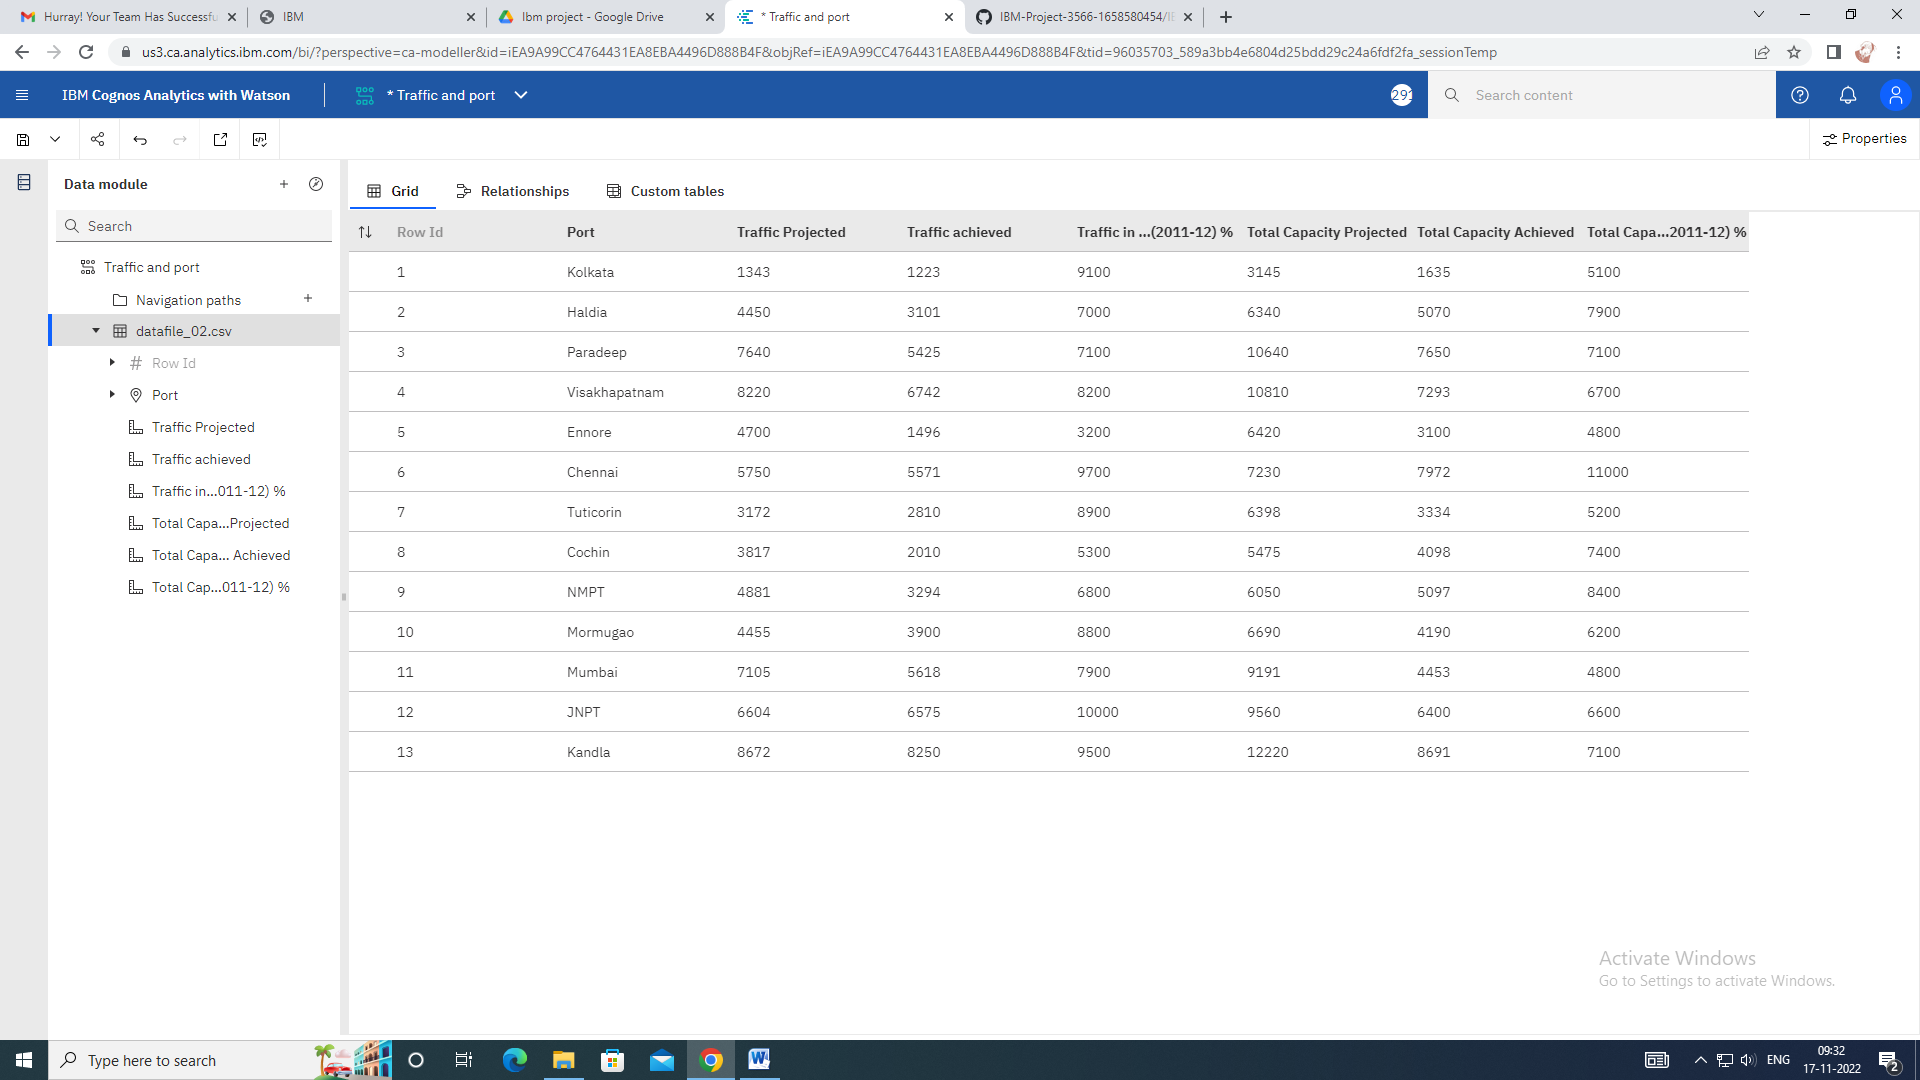 Hurray! Your Team Has Successfu
IBM
Ibm project - Google Drive
* Traffic and port
IBM-Project-3566-1658580454/IB
us3.ca.analytics.ibm.com/bi/?perspective=ca-modeller&id=iEA9A99CC4764431EA8EBA4496D888B4F&objRef=iEA9A99CC4764431EA8EBA4496D888B4F&tid=96035703_589a3bb4e6804d25bdd29c24a6fdf2fa_sessionTemp
IBM Cognos Analytics with Watson
* Traffic and port
291
Search content
Properties
Data module
Search
Traffic and port
Navigation paths
datafile_02.csv
Row Id
Port
Traffic Projected
Traffic achieved
Traffic in...011-12) %
Total Capa...Projected
Total Capa... Achieved
Total Cap...011-12) %
Grid Relationships Custom tables
Row Id Port Traffic Projected Traffic achieved Traffic in ...(2011-12) % Total Capacity Projected Total Capacity Achieved Total Capa...2011-12) %
1 Kolkata 1343 1223 9100 3145 1635 5100
2 Haldia 4450 3101 7000 6340 5070 7900
3 Paradeep 7640 5425 7100 10640 7650 7100
4 Visakhapatnam 8220 6742 8200 10810 7293 6700
5 Ennore 4700 1496 3200 6420 3100 4800
6 Chennai 5750 5571 9700 7230 7972 11000
7 Tuticorin 3172 2810 8900 6398 3334 5200
8 Cochin 3817 2010 5300 5475 4098 7400
9 NMPT 4881 3294 6800 6050 5097 8400
10 Mormugao 4455 3900 8800 6690 4190 6200
11 Mumbai 7105 5618 7900 9191 4453 4800
12 JNPT 6604 6575 10000 9560 6400 6600
13 Kandla 8672 8250 9500 12220 8691 7100
Activate Windows
Go to Settings to activate Windows.
Type here to search
ENG
09:32
17-11-2022
2